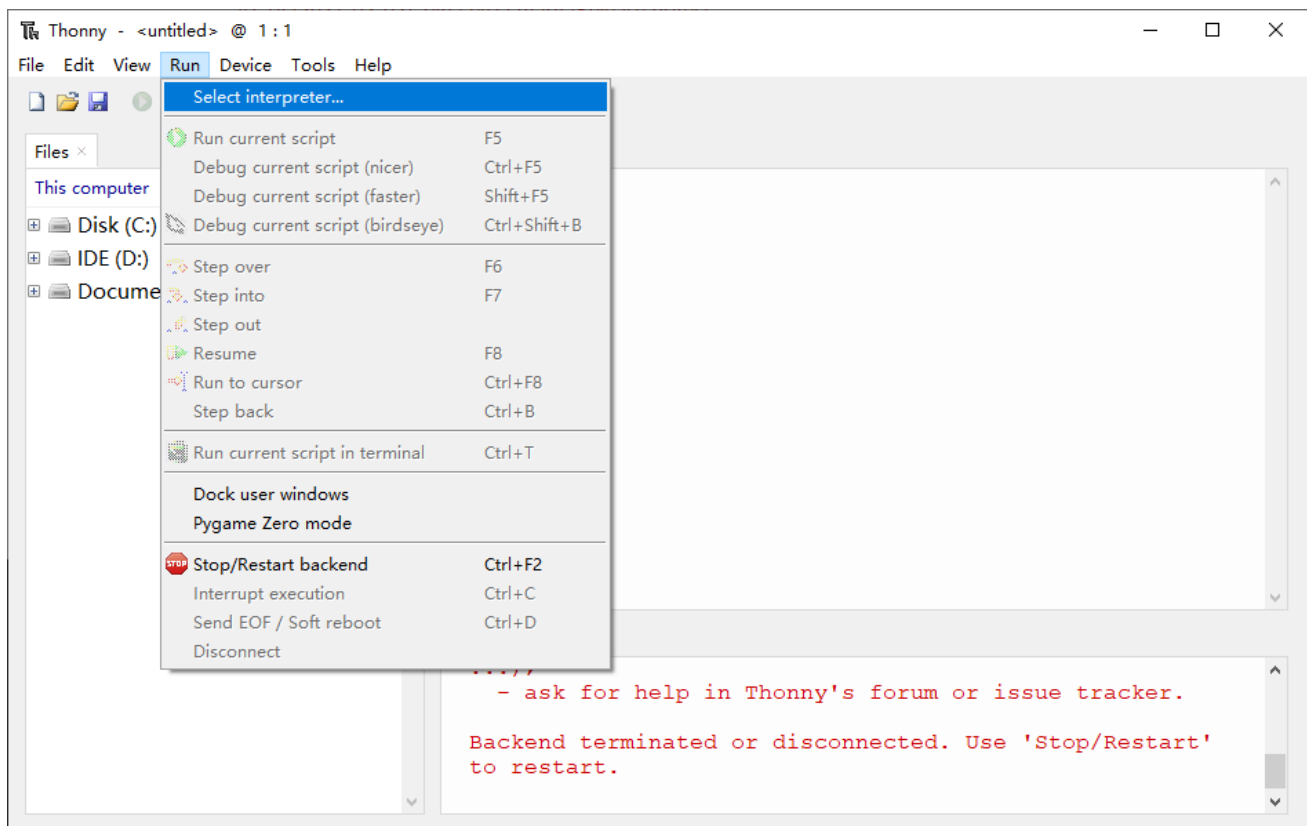 Thonny - <untitled> @ 1 : 1
File Edit View Run Device Tools Help
Select interpreter...
Files
Run current script F5
Debug current script (nicer) Ctrl+F5
This computer
Debug current script (faster) Shift+F5
Disk (C:)
Debug current script (birdseye) Ctrl+Shift+B
IDE (D:)
Step over F6
Docume
Step into F7
Step out
Resume F8
Run to cursor Ctrl+F8
Step back Ctrl+B
Run current script in terminal Ctrl+T
Dock user windows
Pygame Zero mode
STOP Stop/Restart backend Ctrl+F2
Interrupt execution Ctrl+C
Send EOF / Soft reboot Ctrl+D
Disconnect
- ask for help in Thonny's forum or issue tracker.
Backend terminated or disconnected. Use 'Stop/Restart'
to restart.